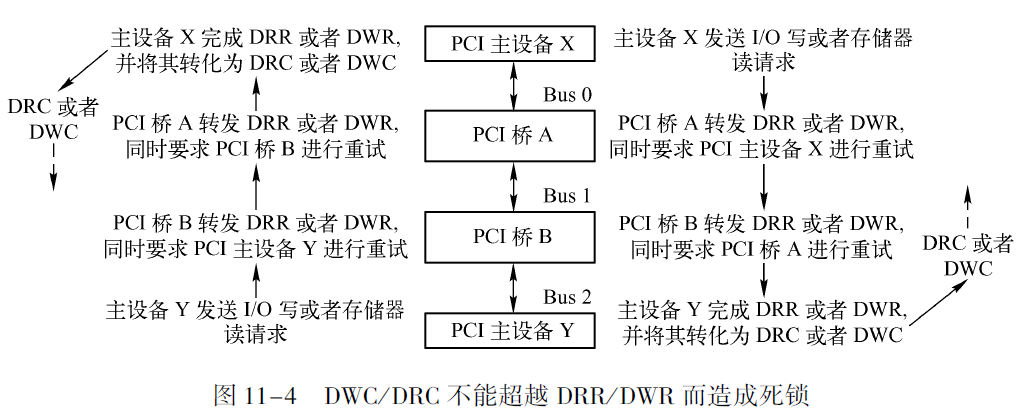 主设备 X 完成 DRR 或者 DWR,
并将其转化为 DRC 或者 DWC
DRC 或者
DWC
PCI 桥 A 转发 DRR 或者 DWR,
同时要求 PCI 桥 B 进行重试
PCI 桥 B 转发 DRR 或者 DWR,
同时要求 PCI 主设备 Y 进行重试
主设备 Y 发送 I/O 写或者存储器
读请求
PCI 主设备 X
Bus 0
PCI 桥 A
Bus 1
PCI 桥B
Bus 2
PCI 主设备 Y
主设备 X 发送 I/O 写或者存储器
读请求
PCI 桥 A 转发 DRR 或者 DWR,
同时要求 PCI 主设备 X 进行重试
PCI 桥 B 转发 DRR 或者 DWR,
同时要求 PCI 桥 A 进行重试
主设备 Y 完成 DRR 或者 DWR,
并将其转化为 DRC 或者 DWC
DRC 或者
DWC
图 11-4 DWC/DRC 不能超越 DRR/DWR 而造成死锁